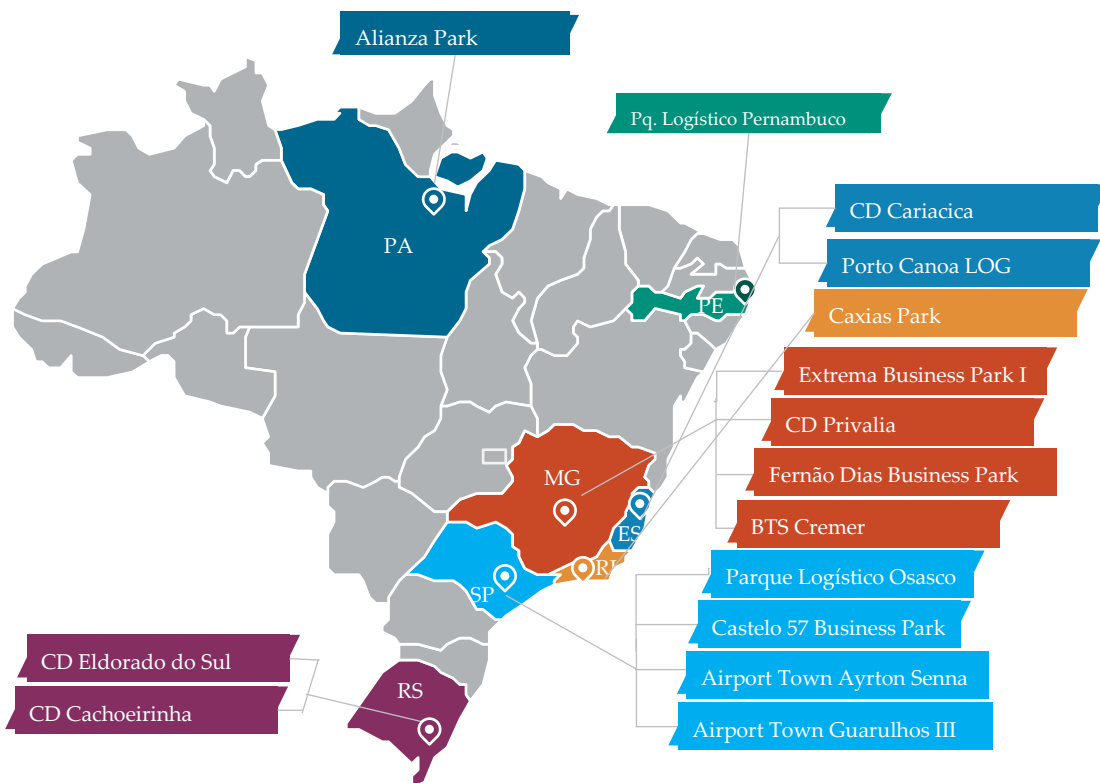 Alianza Park
Pq. Logístico Pernambuco
CD Cariacica
PA
Porto Canoa LOG
PE
Caxias Park
Extrema Business Park I
CD Privalia
MG
Fernão Dias Business Park
BTS Cremer
ES
RJ
Parque Logístico Osasco
SP
Castelo 57 Business Park
CD Eldorado do Sul
Airport Town Ayrton Senna
RS
CD Cachoeirinha
Airport Town Guarulhos III